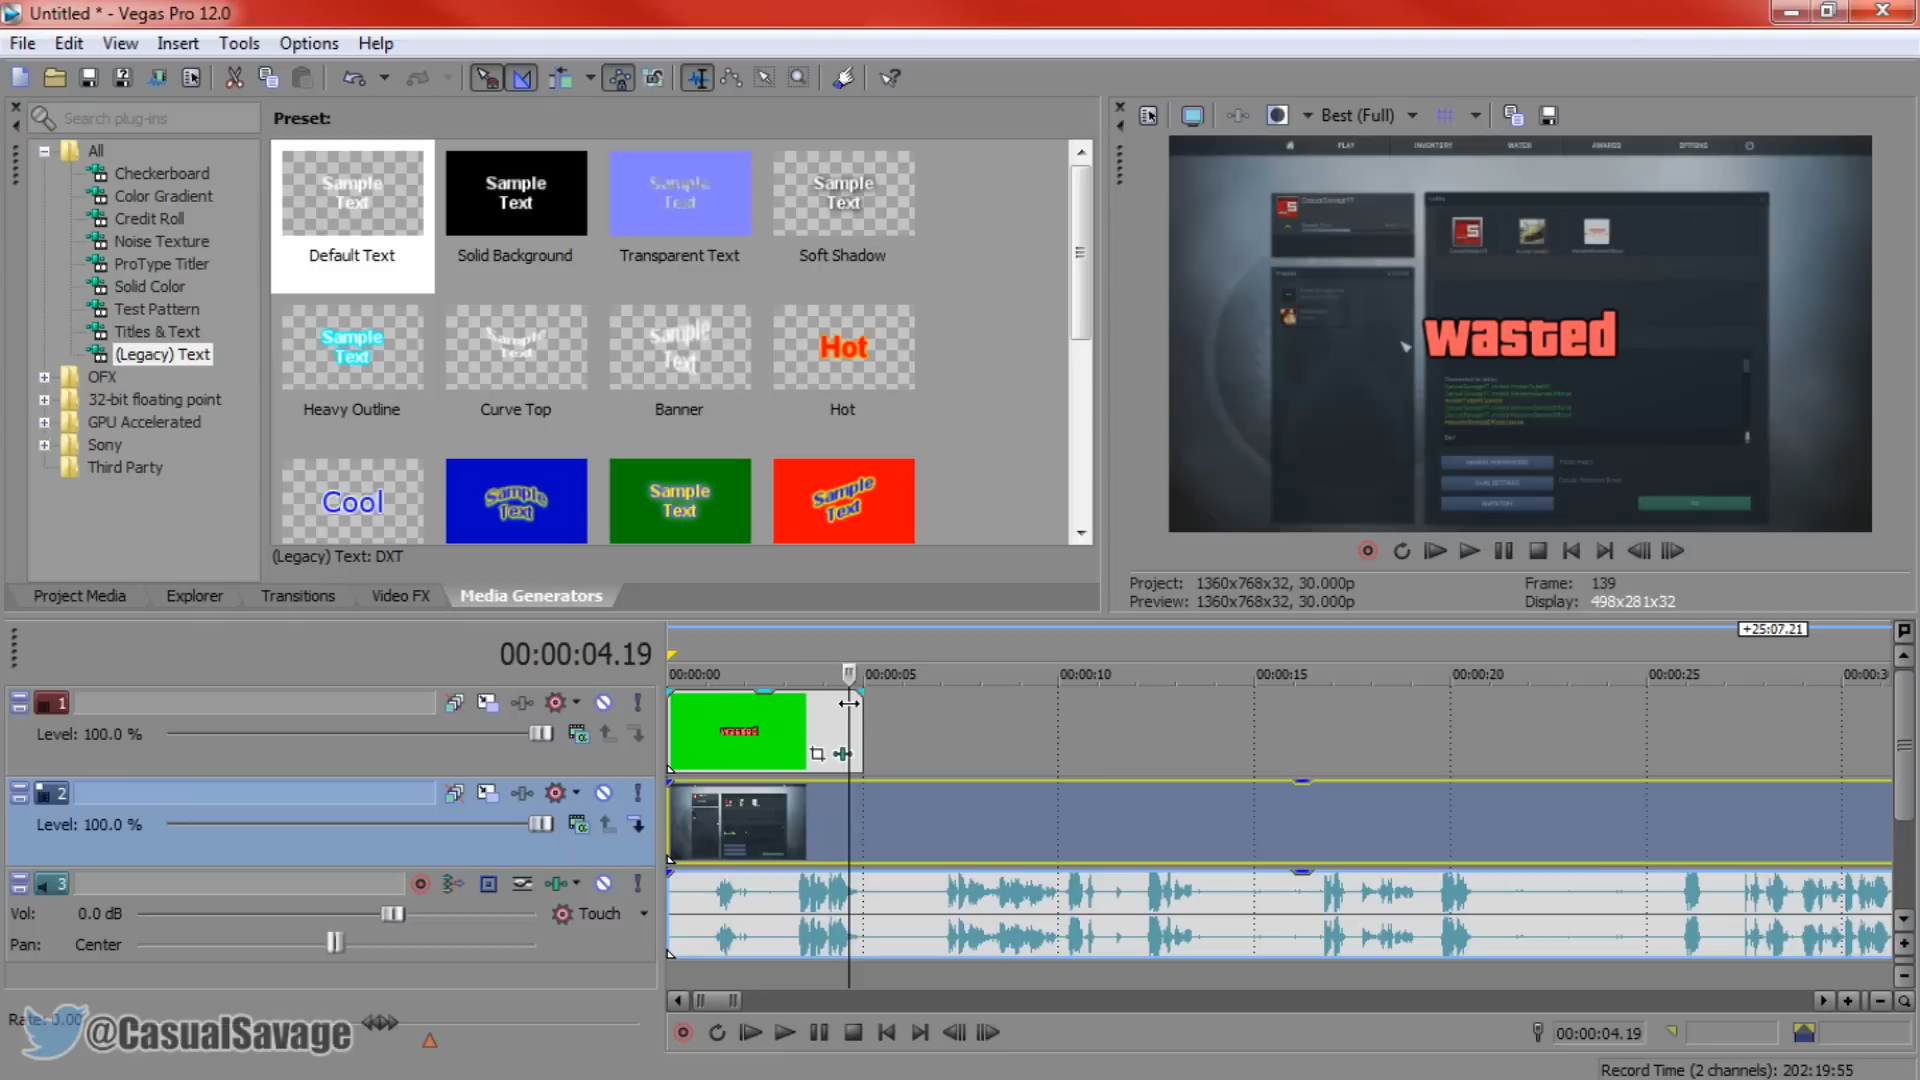 Untitled * - Vegas Pro 12.0
File Edit View Insert Tools Options Help
Search plug-ins
Preset:
All
Checkerboard
Color Gradient
Credit Roll
Noise Texture
ProType Titler
Solid Color
Test Pattern
Titles & Text
(Legacy) Text
OFX
32-bit floating point
GPU Accelerated
Sony
Third Party
Sample Text
Default Text
Sample Text
Solid Background
Sample Text
Transparent Text
Sample Text
Soft Shadow
Sample Text
Heavy Outline
Sample Text
Curve Top
Sample Text
Banner
Hot
Hot
Cool
Sample Text
Sample Text
Sample Text
(Legacy) Text: DXT
Project Media Explorer Transitions Video FX Media Generators
Best (Full)
PLAY INVENTORY WATCH AWARDS OPTIONS
wasted
Project: 1360x768x32, 30.000p
Preview: 1360x768x32, 30.000p
Frame: 139
Display: 498x281x32
+25:07.21
00:00:04.19
00:00:00 00:00:05 00:00:10 00:00:15 00:00:20 00:00:25 00:00:3
1
Level: 100.0 %
wasted
2
Level: 100.0 %
3
Vol: 0.0 dB
Touch
Pan: Center
Rate: 0.00
@CasualSavage
00:00:04.19
Record Time (2 channels): 202:19:55